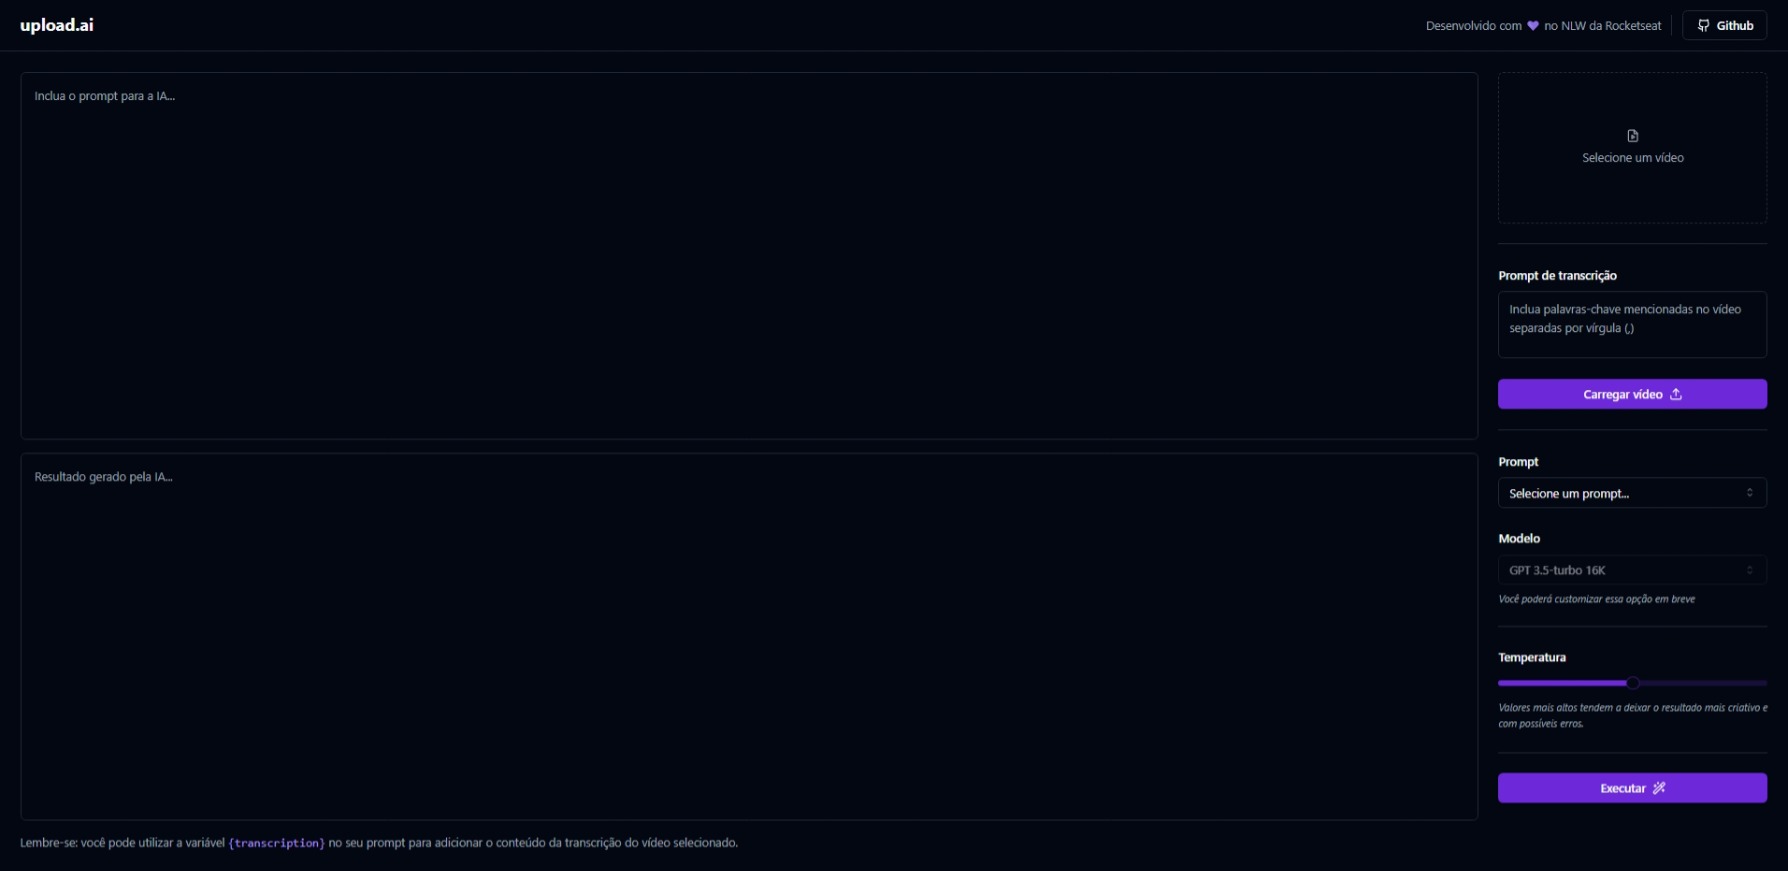 upload.ai
Desenvolvido com 💜 no NLW da Rocketseat
Github
Inclua o prompt para a IA...
Resultado gerado pela IA...
Lembre-se: você pode utilizar a variável {transcription} no seu prompt para adicionar o conteúdo da transcrição do vídeo selecionado.
Selecione um vídeo
Prompt de transcrição
Inclua palavras-chave mencionadas no vídeo
separadas por vírgula (,)
Carregar vídeo
Prompt
Selecione um prompt...
Modelo
GPT 3.5-turbo 16K
Você poderá customizar essa opção em breve
Temperatura
Valores mais altos tendem a deixar o resultado mais criativo e
com possíveis erros.
Executar